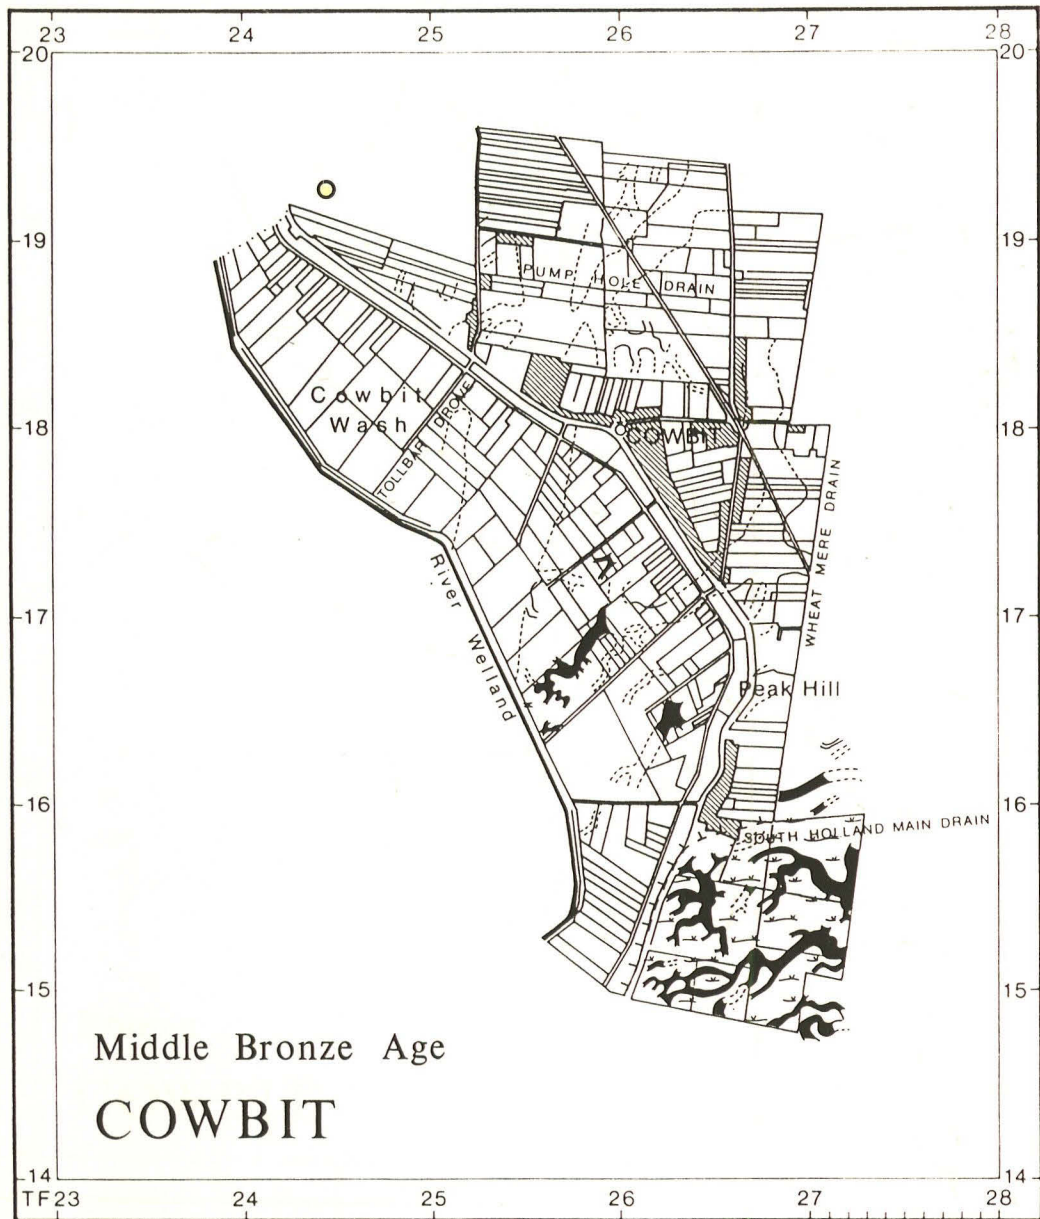 23 24 25 26 27 28
20 20
19 19
PUMP HOLE DRAIN
Cowbit
Wash
TOLLBAR DROVE
18 18
COWBIT
WHEAT MERE DRAIN
River Welland
17 17
Peak Hill
16 16
SOUTH HOLLAND MAIN DRAIN
15 15
Middle Bronze Age
COWBIT
14 14
TF23 24 25 26 27 28